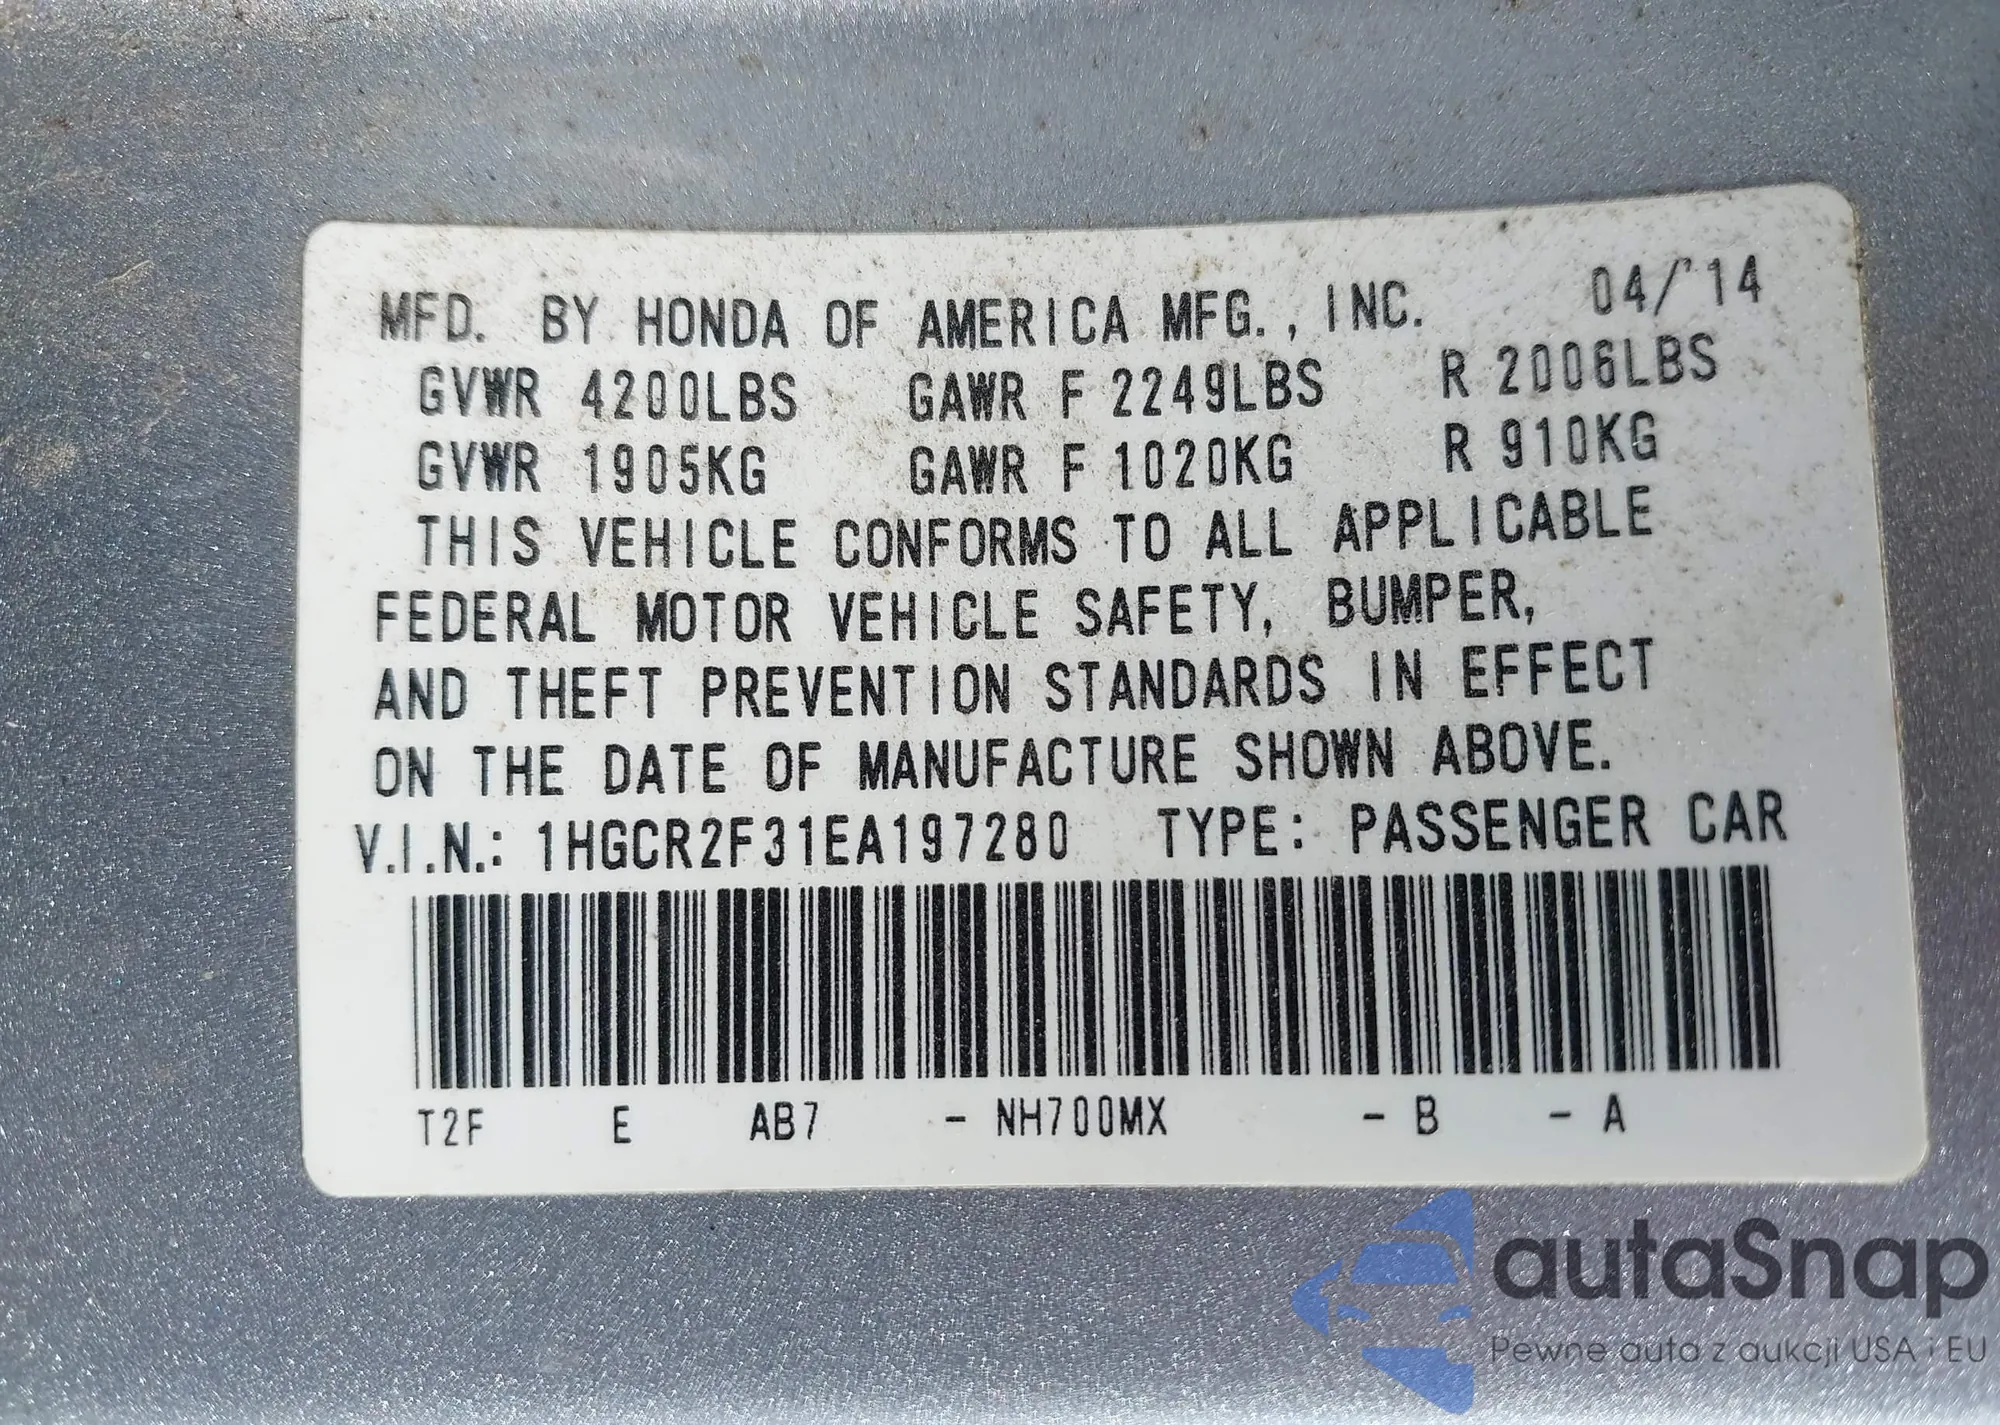 MFD. BY HONDA OF AMERICA MFG., INC. 04/'14
GVWR 4200LBS GAWR F 2249LBS R 2006LBS
GVWR 1905KG GAWR F 1020KG R 910KG
THIS VEHICLE CONFORMS TO ALL APPLICABLE
FEDERAL MOTOR VEHICLE SAFETY, BUMPER,
AND THEFT PREVENTION STANDARDS IN EFFECT
ON THE DATE OF MANUFACTURE SHOWN ABOVE.
V.I.N.: 1HGCR2F31EA197280 TYPE: PASSENGER CAR
T2F E AB7 - NH700MX - B - A
autaSnap
Pewne auta z aukcji USA i EU